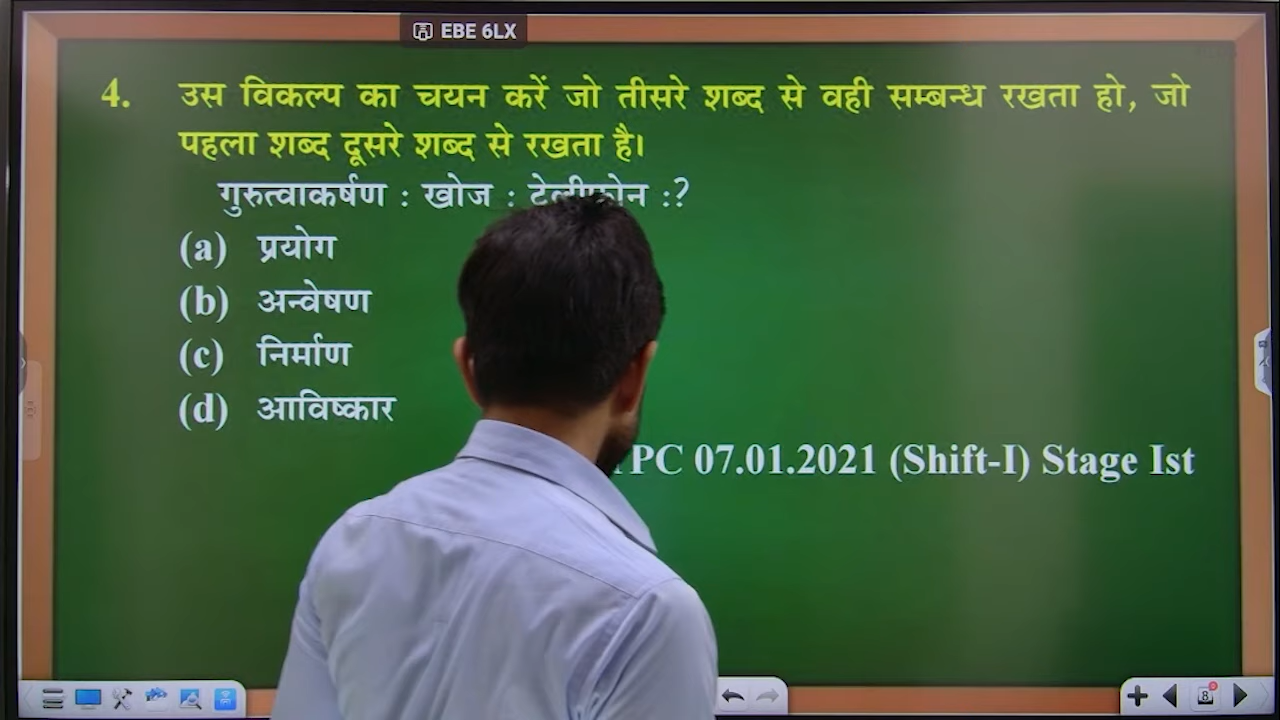 EBE 6LX
4. उस विकल्प का चयन करें जो तीसरे शब्द से वही सम्बन्ध रखता हो, जो
पहला शब्द दूसरे शब्द से रखता है।
गुरुत्वाकर्षण : खोज : टेलीफोन :?
(a) प्रयोग
(b) अन्वेषण
(c) निर्माण
(d) आविष्कार
PC 07.01.2021 (Shift-I) Stage Ist
8